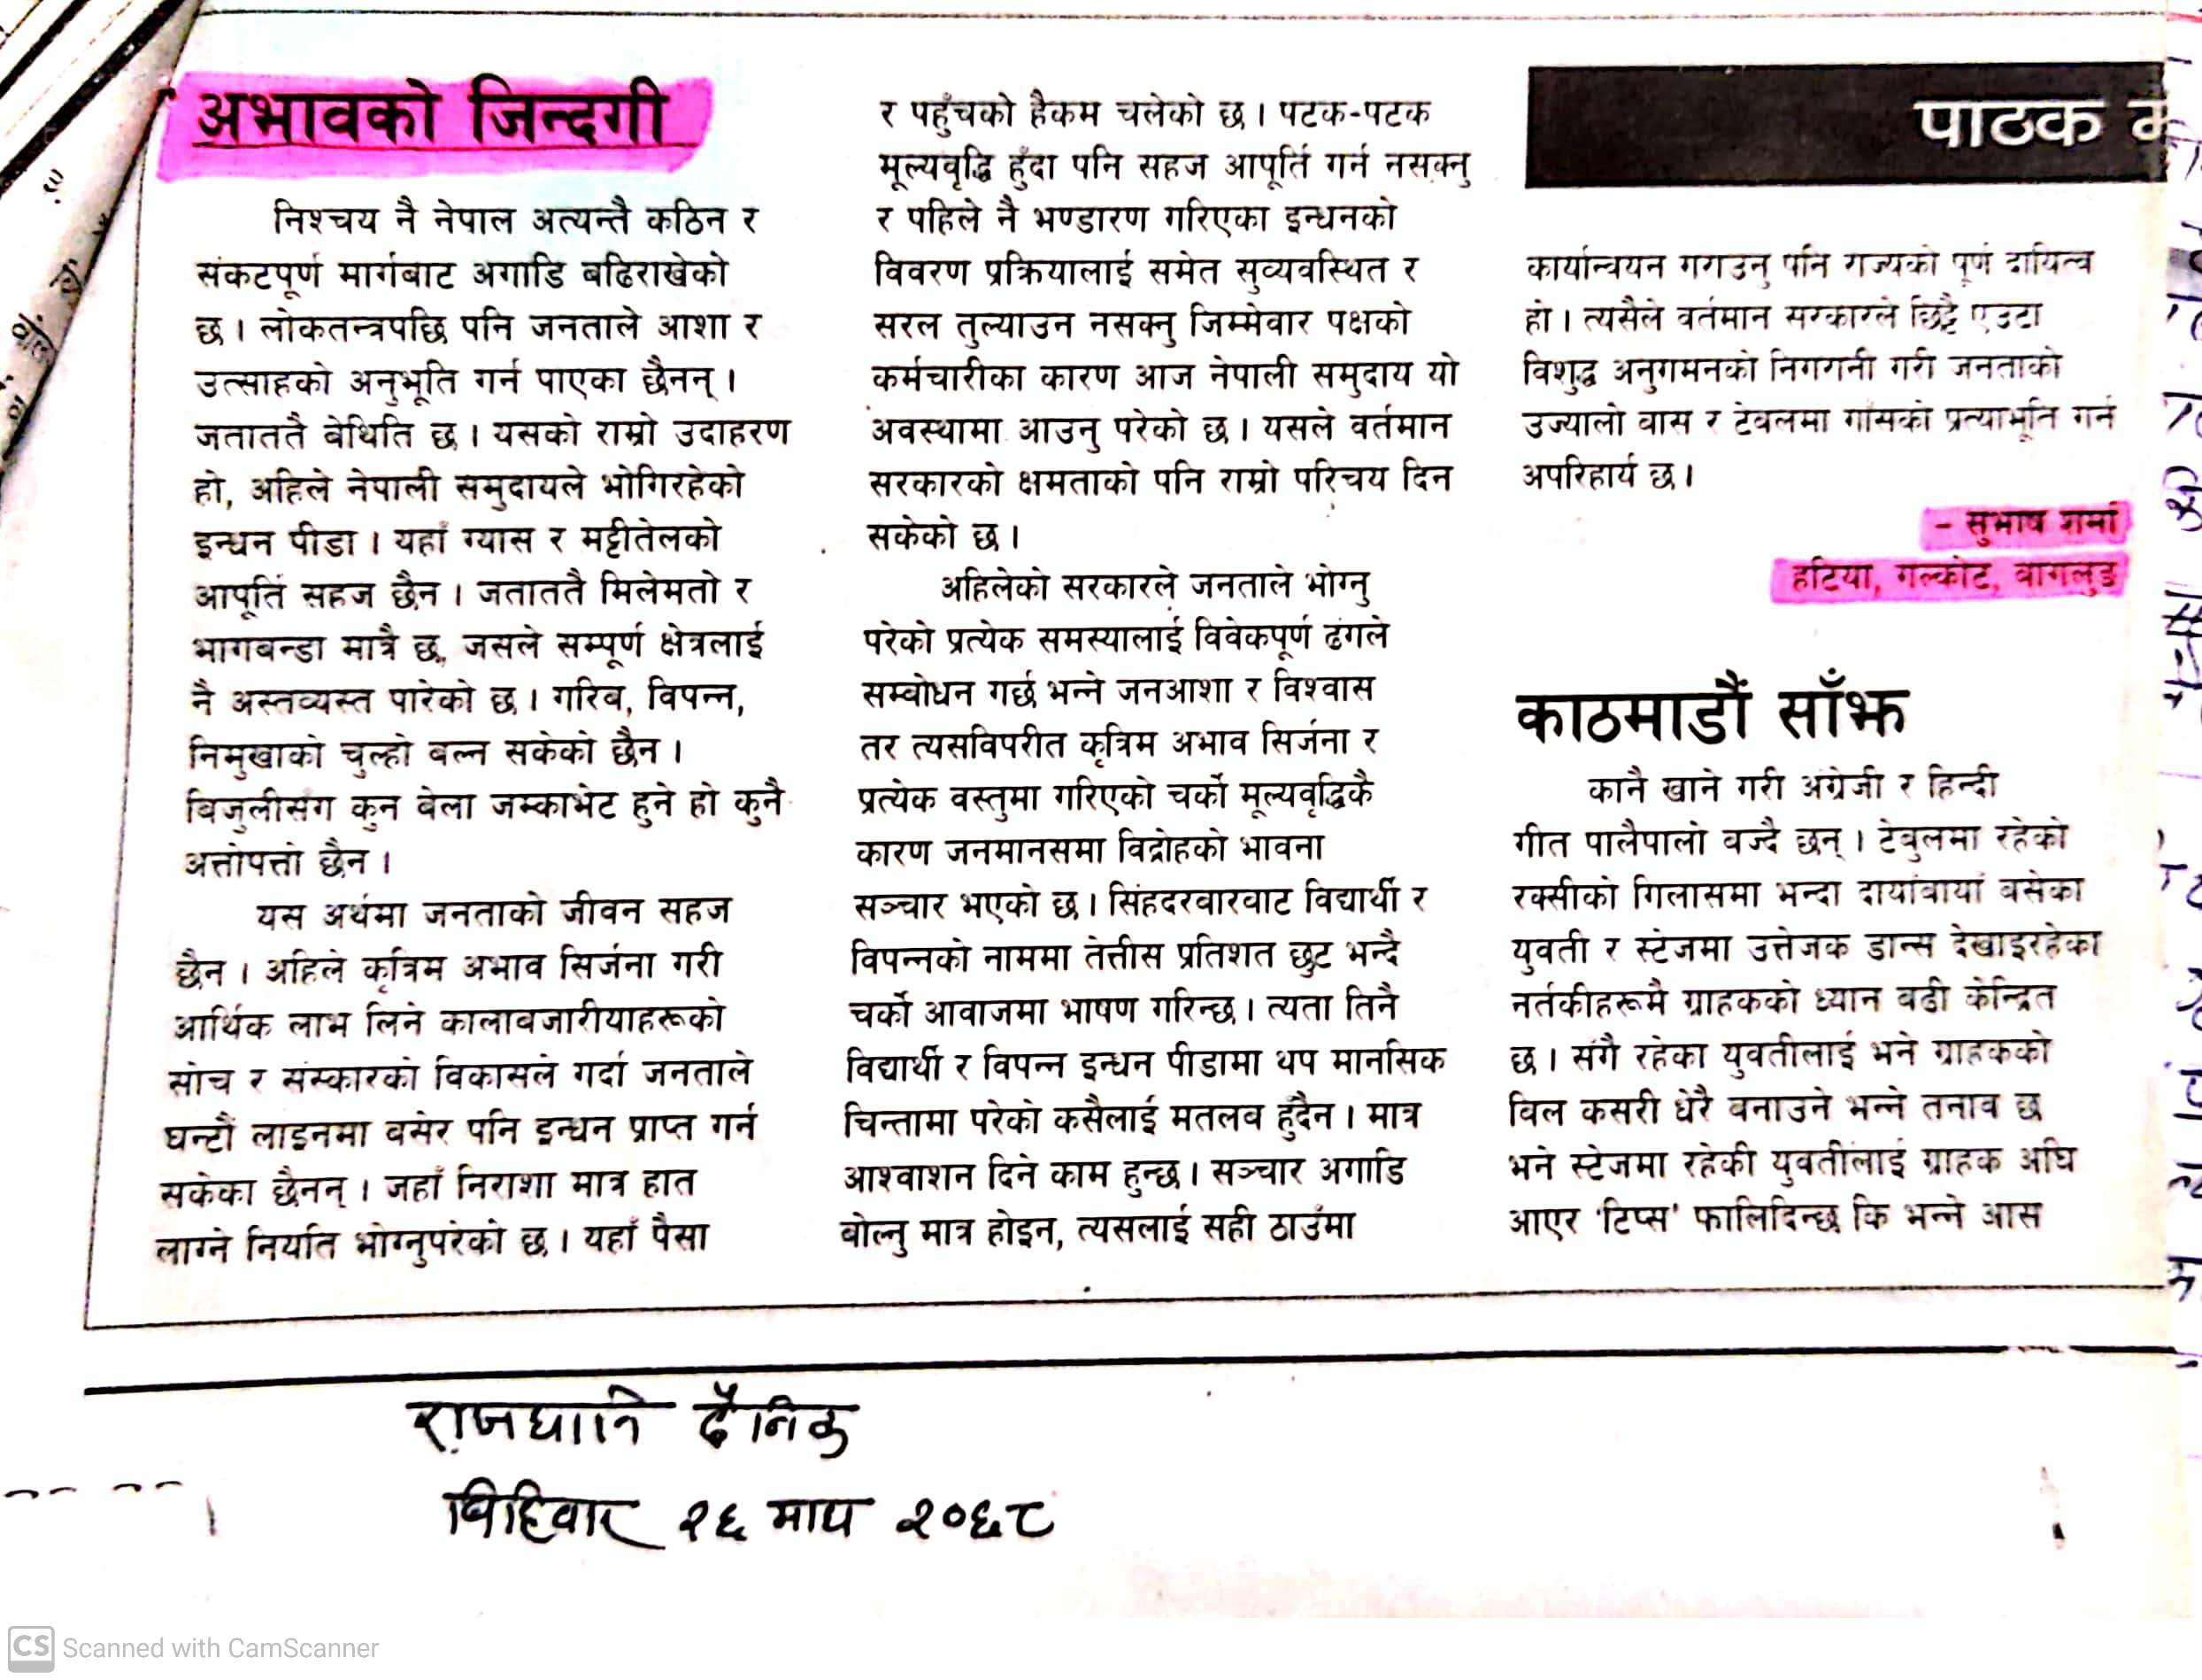 अभावको जिन्दगी
निश्चय नै नेपाल अत्यन्तै कठिन र
संकटपूर्ण मार्गबाट अगाडि बढिराखेको
छ । लोकतन्त्रपछि पनि जनताले आशा र
उत्साहको अनुभूति गर्न पाएका छैनन् ।
जताततै बेथिति छ । यसको राम्रो उदाहरण
हो, अहिले नेपाली समुदायले भोगिरहेको
इन्धन पीडा । यहाँ ग्यास र मट्टीतेलको
आपूर्ति सहज छैन । जताततै मिलेमतो र
भागबन्डा मात्रै छ, जसले सम्पूर्ण क्षेत्रलाई
नै अस्तव्यस्त पारेको छ । गरिब, विपन्न,
निमुखाको चुल्हो बल्न सकेको छैन ।
बिजुलीसंग कुन बेला जम्काभेट हुने हो कुनै
अत्तोपत्तो छैन ।
यस अर्थमा जनताको जीवन सहज
छैन । अहिले कृत्रिम अभाव सिर्जना गरी
आर्थिक लाभ लिने कालाबजारीयाहरूको
सोच र संस्कारको विकासले गर्दा जनताले
घन्टौं लाइनमा बसेर पनि इन्धन प्राप्त गर्न
सकेका छैनन् । जहाँ निराशा मात्र हात
लाग्ने नियति भोग्नुपरेको छ । यहाँ पैसा
र पहुँचको हैकम चलेको छ । पटक-पटक
मूल्यवृद्धि हुँदा पनि सहज आपूर्ति गर्न नसक्नु
र पहिले नै भण्डारण गरिएका इन्धनको
विवरण प्रक्रियालाई समेत सुव्यवस्थित र
सरल तुल्याउन नसक्नु जिम्मेवार पक्षको
कर्मचारीका कारण आज नेपाली समुदाय यो
अवस्थामा आउनु परेको छ । यसले वर्तमान
सरकारको क्षमताको पनि राम्रो परिचय दिन
सकेको छ ।
अहिलेको सरकारले जनताले भोग्नु
परेको प्रत्येक समस्यालाई विवेकपूर्ण ढंगले
सम्बोधन गर्छ भन्ने जनआशा र विश्वास
तर त्यसविपरीत कृत्रिम अभाव सिर्जना र
प्रत्येक वस्तुमा गरिएको चर्को मूल्यवृद्धिकै
कारण जनमानसमा विद्रोहको भावना
सञ्चार भएको छ । सिंहदरबारबाट विद्यार्थी र
विपन्नको नाममा तेत्तीस प्रतिशत छुट भन्दै
चर्को आवाजमा भाषण गरिन्छ । त्यता तिनै
विद्यार्थी र विपन्न इन्धन पीडामा थप मानसिक
चिन्तामा परेको कसैलाई मतलब हुँदैन । मात्र
आश्वाशन दिने काम हुन्छ । सञ्चार अगाडि
बोल्नु मात्र होइन, त्यसलाई सही ठाउँमा
पाठक
कार्यान्वयन गराउनु पनि राज्यको पूर्ण दायित्व
हो । त्यसैले वर्तमान सरकारले छिट्टै एउटा
विशुद्ध अनुगमनको निगरानी गरी जनताको
उज्यालो बास र टेबलमा गाँसको प्रत्याभूति गर्न
अपरिहार्य छ ।
- सुभाष शर्मा
हटिया, गल्कोट, बागलुङ
काठमाडौं साँझ
कानै खाने गरी अंग्रेजी र हिन्दी
गीत पालैपालो बज्दै छन् । टेबुलमा रहेको
रक्सीको गिलासमा भन्दा दायाँबायाँ बसेका
युवती र स्टेजमा उत्तेजक डान्स देखाइरहेका
नर्तकीहरूमै ग्राहकको ध्यान बढी केन्द्रित
छ । संगै रहेका युवतीलाई भने ग्राहकको
बिल कसरी धेरै बनाउने भन्ने तनाव छ
भने स्टेजमा रहेकी युवतीलाई ग्राहक अघि
आएर 'टिप्स' फालिदिन्छ कि भन्ने आस
राजधानि दैनिक
बिहिवार २६ माघ २०६८
CS Scanned with CamScanner